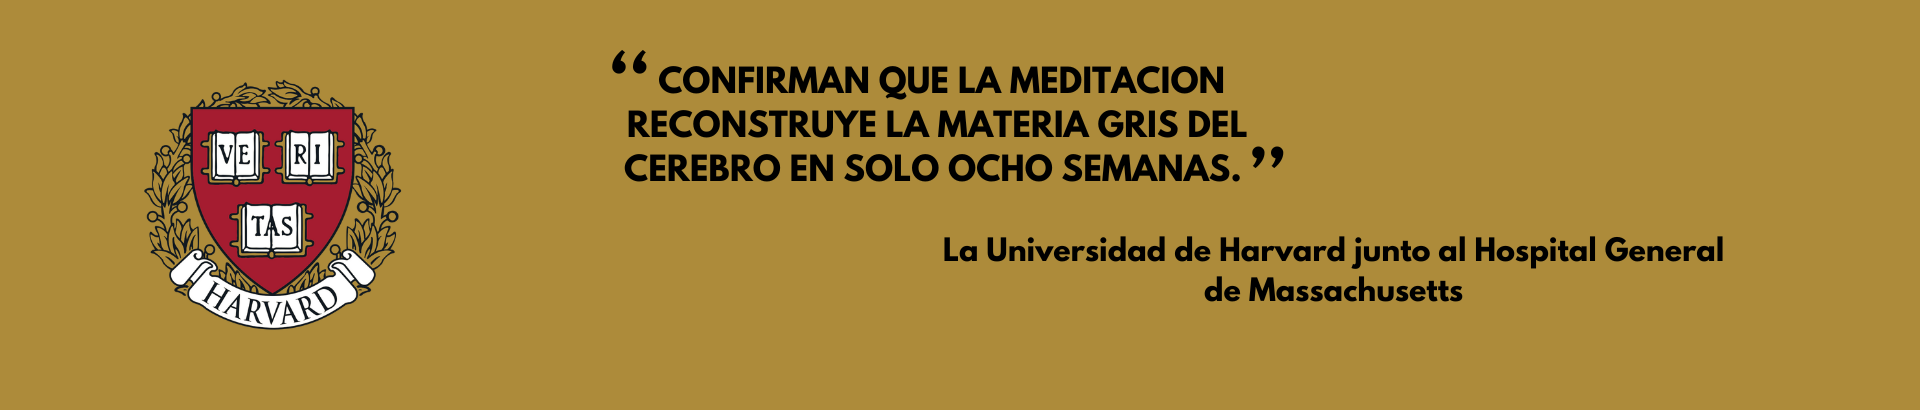 VE RI
TAS
HARVARD
“ CONFIRMAN QUE LA MEDITACION
RECONSTRUYE LA MATERIA GRIS DEL
CEREBRO EN SOLO OCHO SEMANAS. ”
La Universidad de Harvard junto al Hospital General
de Massachusetts